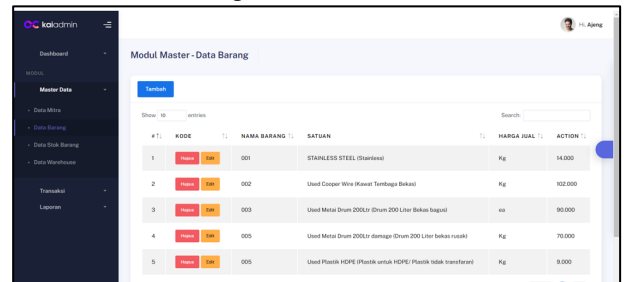 kaiadmin
Hi, Ajeng
Dashboard
Modul Master - Data Barang
MODUL
Master Data
Tambah
Data Mitra
Show 10 entries Search:
Data Barang
# KODE NAMA BARANG SATUAN HARGA JUAL ACTION
Data Stok Barang
1 Hapus Edit 001 STAINLESS STEEL (Stainless) Kg 14.000
Data Warehouse
2 Hapus Edit 002 Used Cooper Wire (Kawat Tembaga Bekas) Kg 102.000
Transaksi
Laporan
3 Hapus Edit 003 Used Metai Drum 200Ltr (Drum 200 Liter Bekas bagus) ea 90.000
4 Hapus Edit 005 Used Metai Drum 200Ltr damage (Drum 200 Liter bekas rusak) Kg 70.000
5 Hapus Edit 005 Used Plastik HDPE (Plastik untuk HDPE/ Plastik tidak transfaran) Kg 9.000